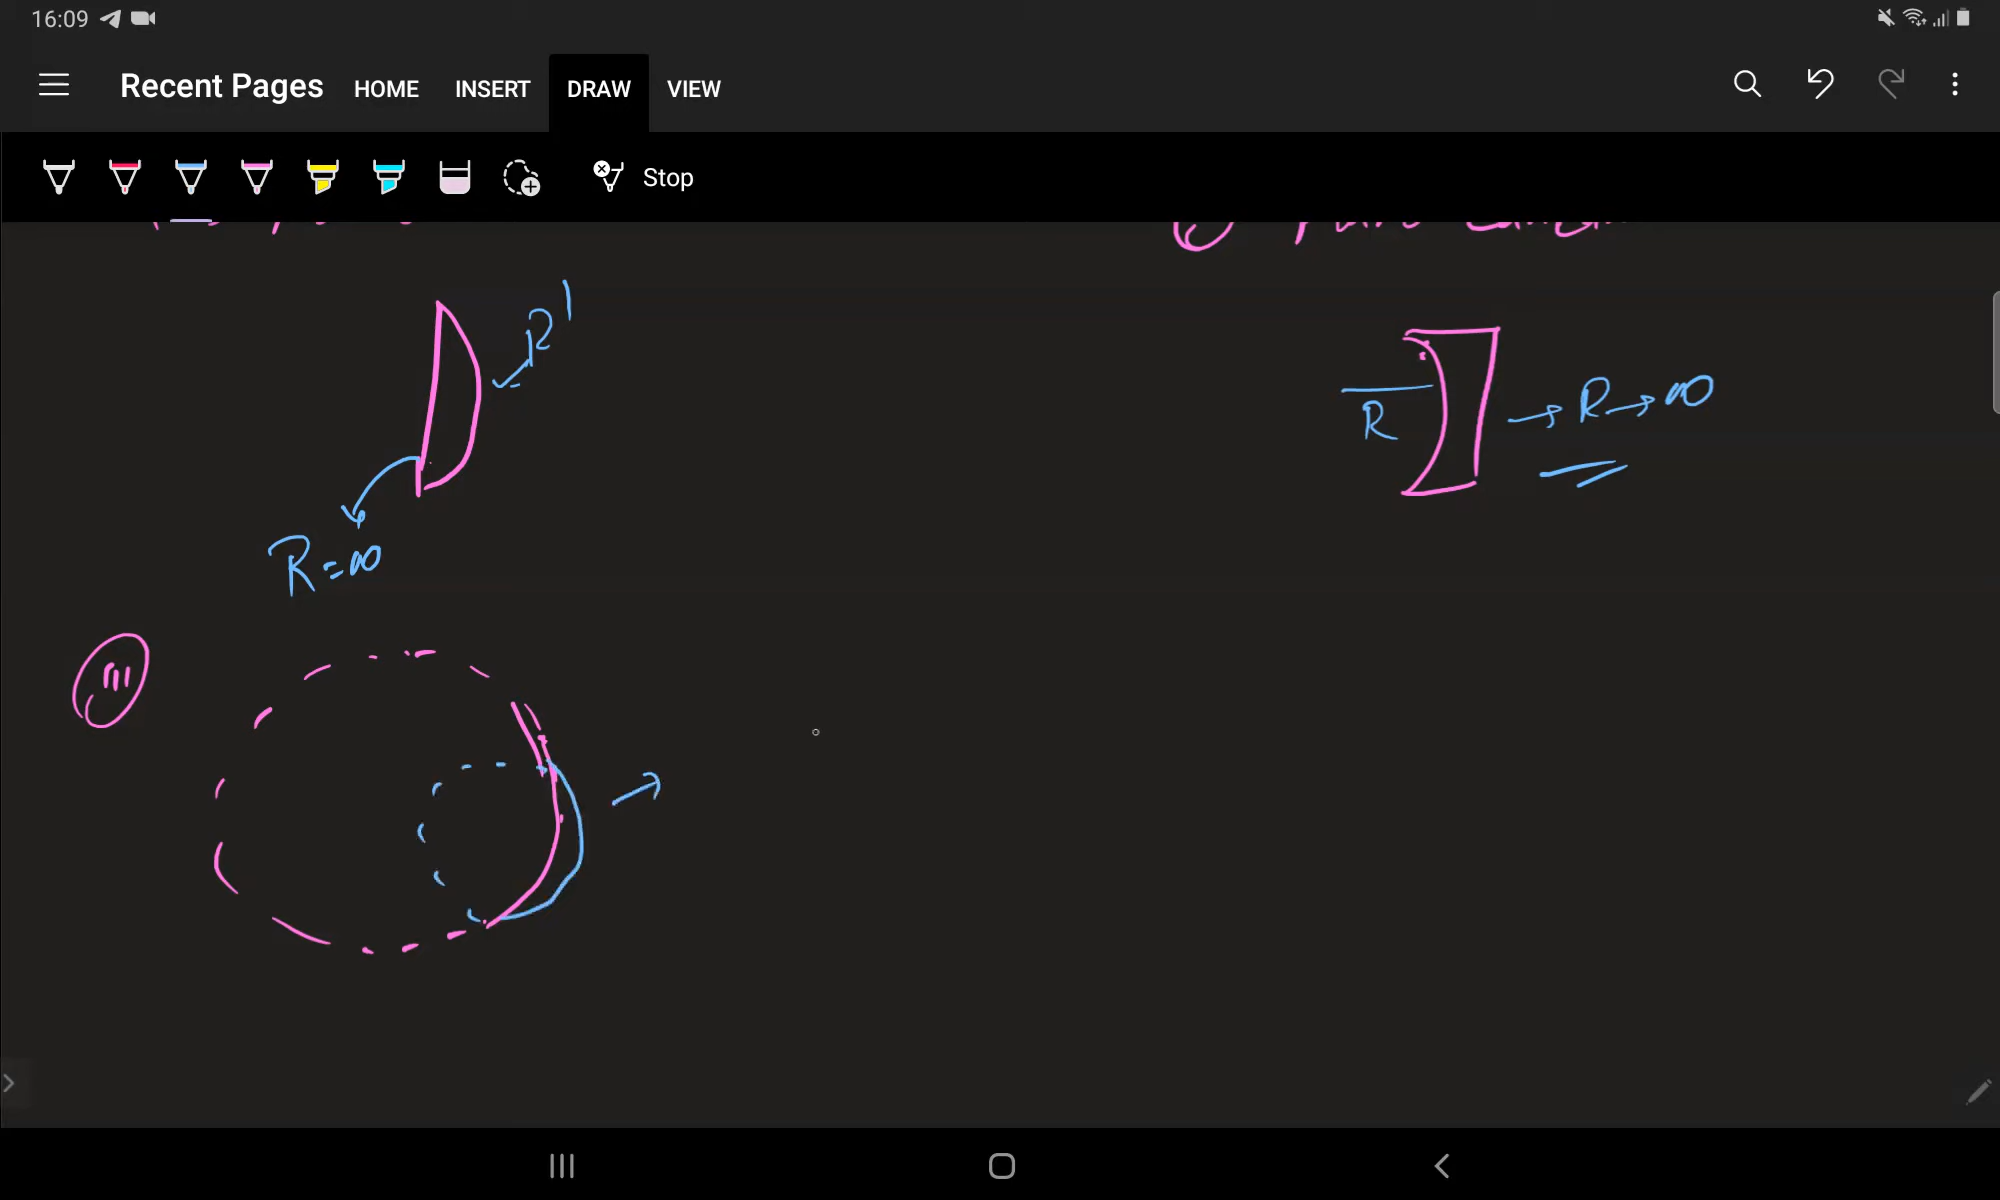 16:09
Recent Pages HOME INSERT DRAW VIEW
Stop
R'
R → R → ∞
R = ∞
III